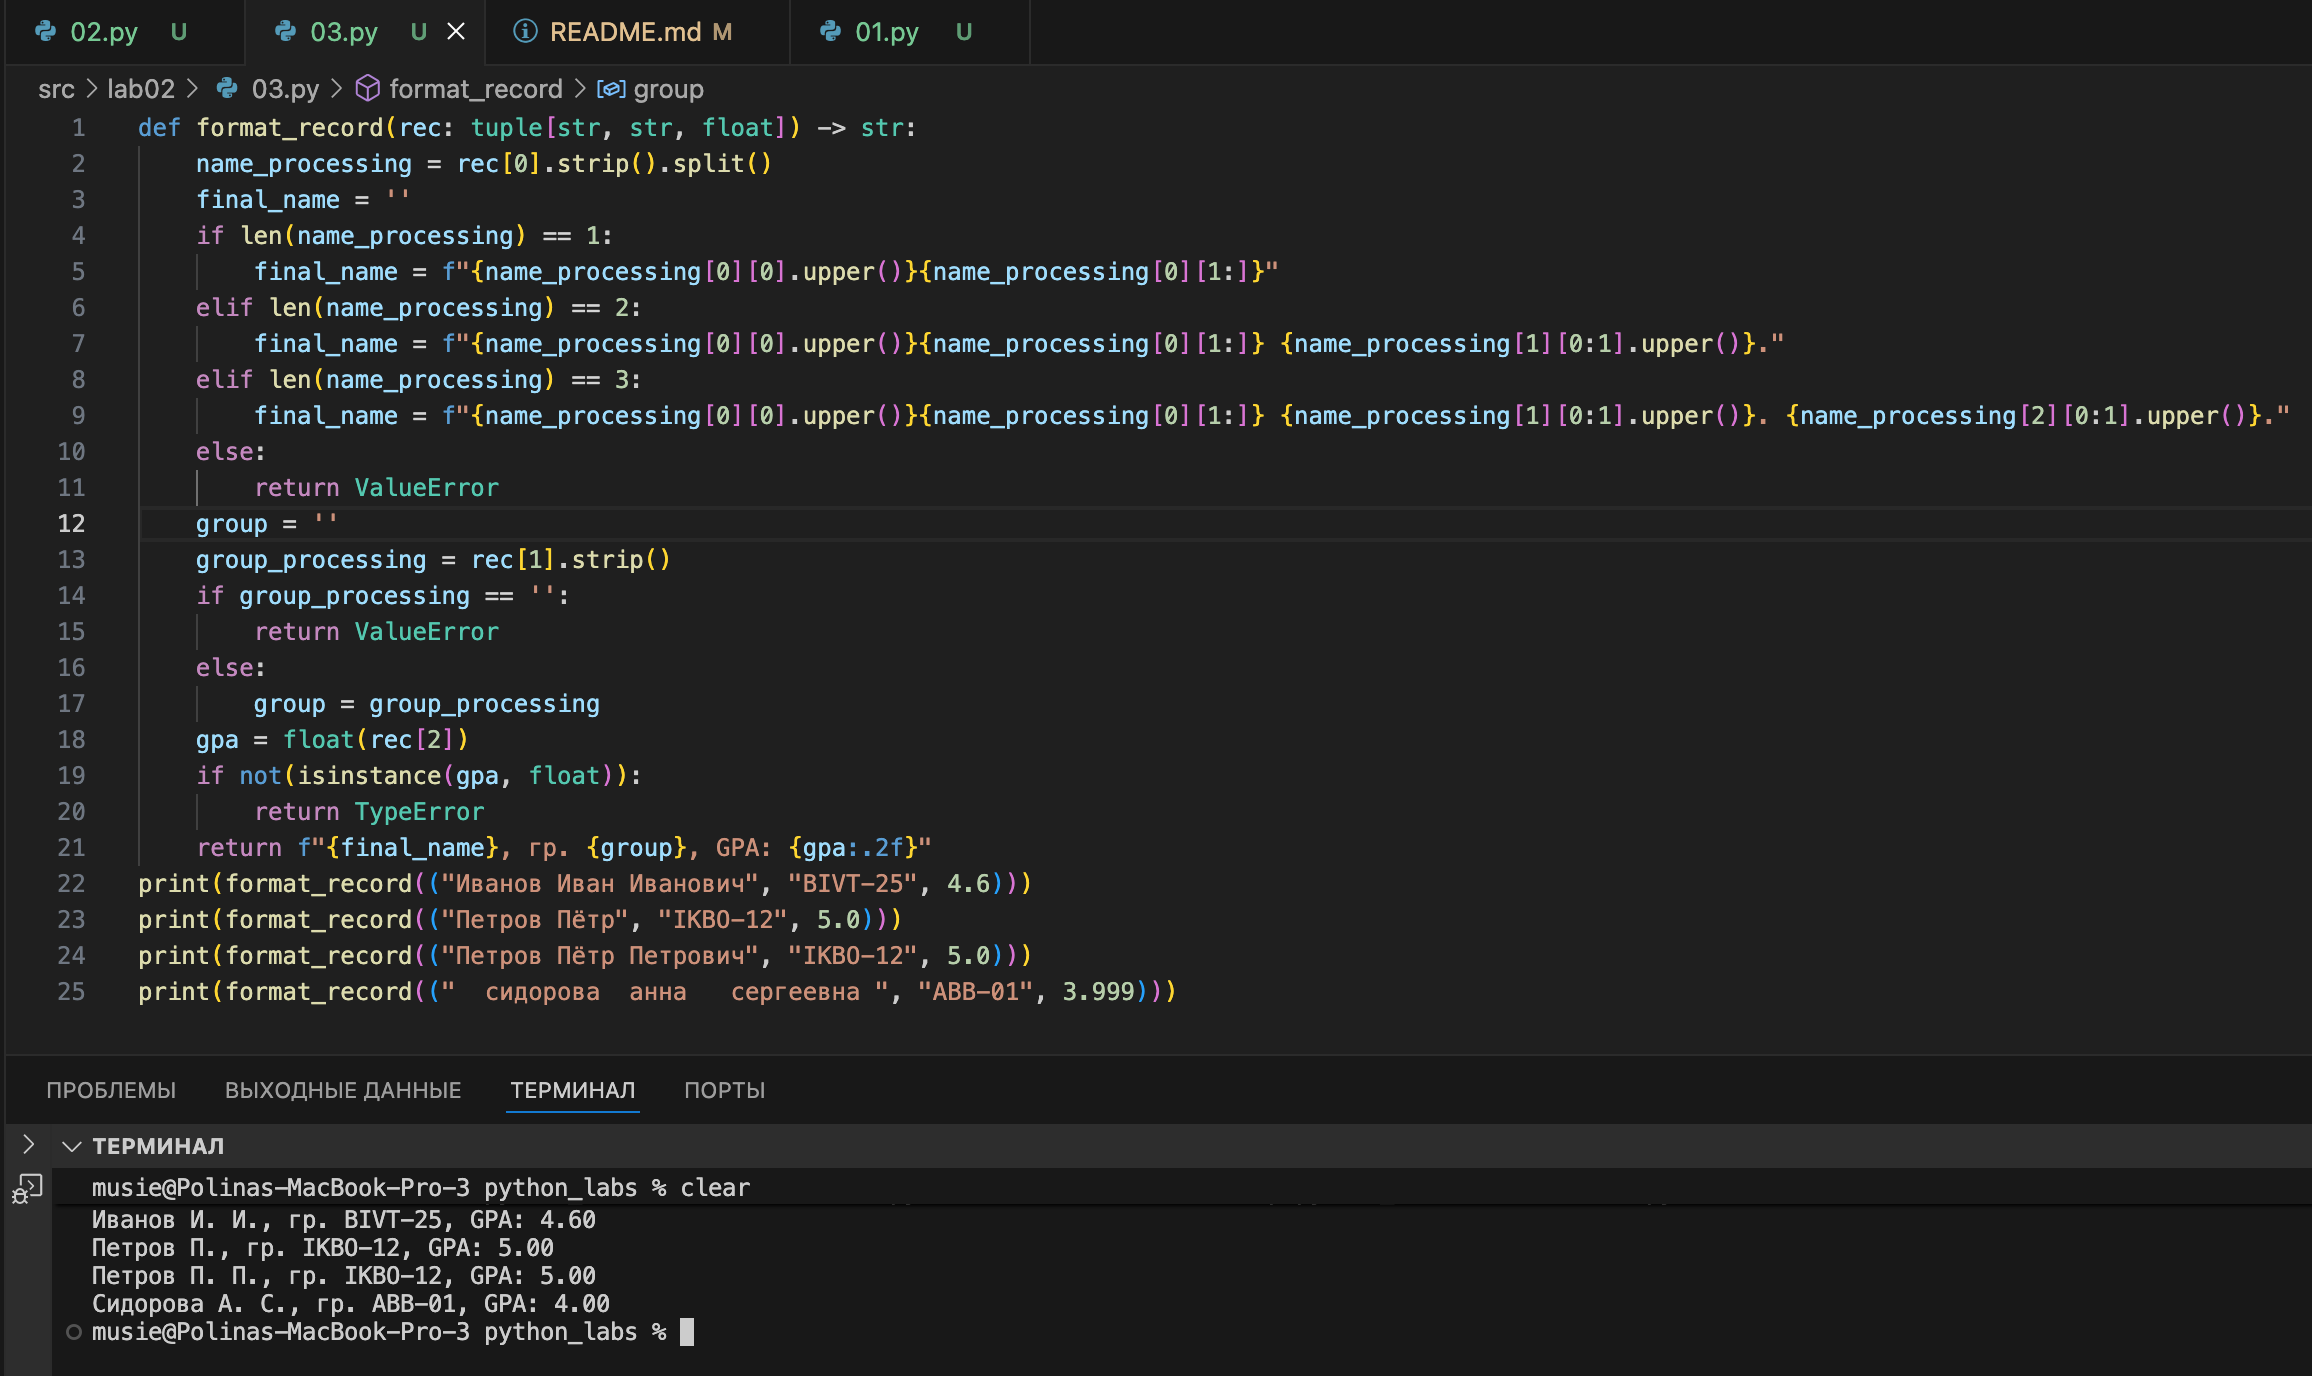 02.py U 03.py U README.md M 01.py U
src > lab02 > 03.py > format_record > group
1 def format_record(rec: tuple[str, str, float]) -> str:
2     name_processing = rec[0].strip().split()
3     final_name = ''
4     if len(name_processing) == 1:
5         final_name = f"{name_processing[0][0].upper()}{name_processing[0][1:]}"
6     elif len(name_processing) == 2:
7         final_name = f"{name_processing[0][0].upper()}{name_processing[0][1:]} {name_processing[1][0:1].upper()}."
8     elif len(name_processing) == 3:
9         final_name = f"{name_processing[0][0].upper()}{name_processing[0][1:]} {name_processing[1][0:1].upper()}. {name_processing[2][0:1].upper()}."
10     else:
11         return ValueError
12     group = ''
13     group_processing = rec[1].strip()
14     if group_processing == '':
15         return ValueError
16     else:
17         group = group_processing
18     gpa = float(rec[2])
19     if not(isinstance(gpa, float)):
20         return TypeError
21     return f"{final_name}, гр. {group}, GPA: {gpa:.2f}"
22 print(format_record(("Иванов Иван Иванович", "BIVT-25", 4.6)))
23 print(format_record(("Петров Пётр", "IKBO-12", 5.0)))
24 print(format_record(("Петров Пётр Петрович", "IKBO-12", 5.0)))
25 print(format_record(("  сидорова  анна   сергеевна ", "ABB-01", 3.999)))
ПРОБЛЕМЫ ВЫХОДНЫЕ ДАННЫЕ ТЕРМИНАЛ ПОРТЫ
ТЕРМИНАЛ
musie@Polinas-MacBook-Pro-3 python_labs % clear
Иванов И. И., гр. BIVT-25, GPA: 4.60
Петров П., гр. IKBO-12, GPA: 5.00
Петров П. П., гр. IKBO-12, GPA: 5.00
Сидорова А. С., гр. ABB-01, GPA: 4.00
musie@Polinas-MacBook-Pro-3 python_labs %